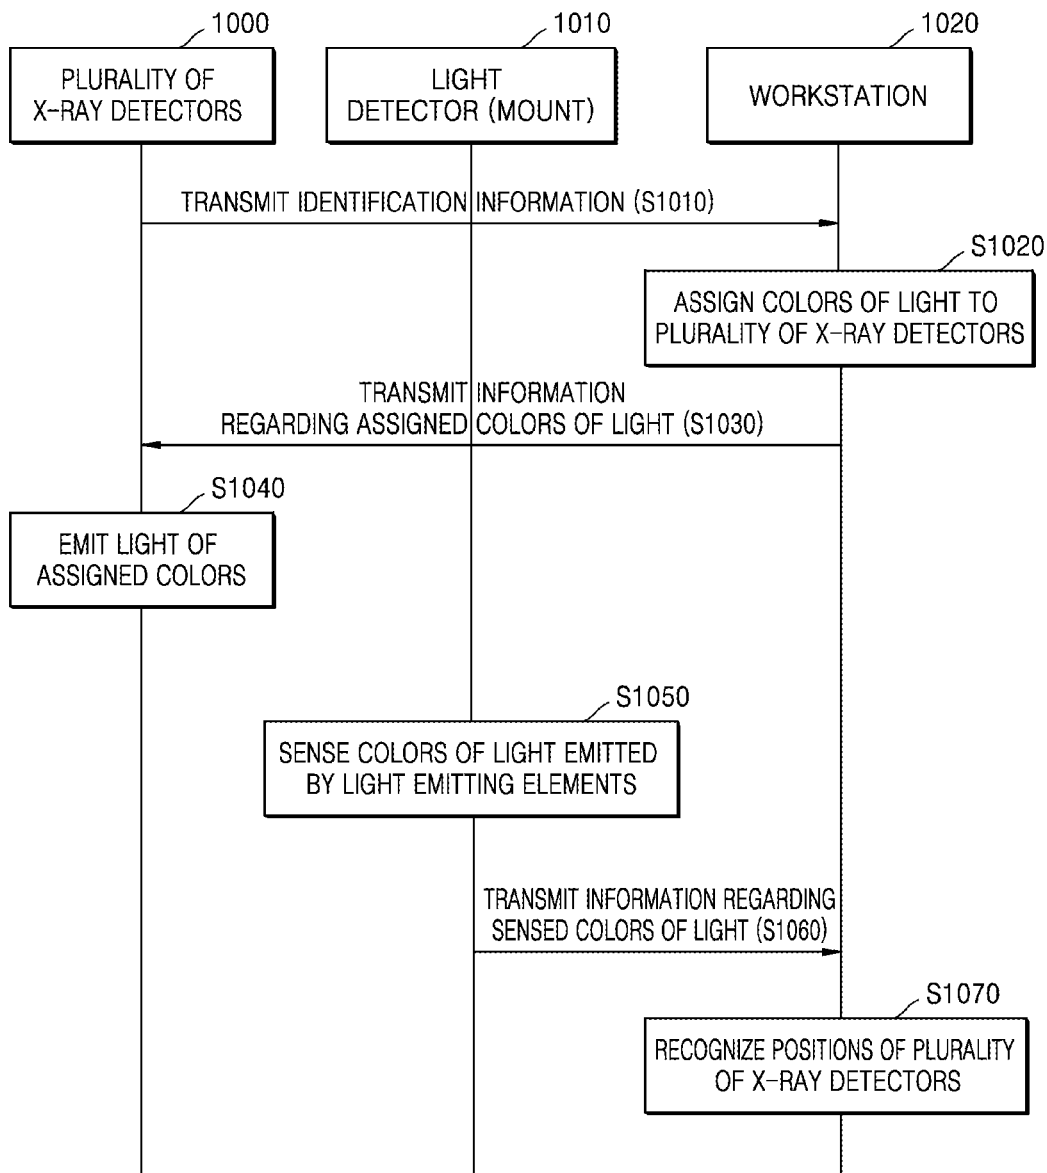 1000
1010
1020
PLURALITY OF
X-RAY DETECTORS
LIGHT
DETECTOR (MOUNT)
WORKSTATION
TRANSMIT IDENTIFICATION INFORMATION (S1010)
S1020
ASSIGN COLORS OF LIGHT TO
PLURALITY OF X-RAY DETECTORS
TRANSMIT INFORMATION
REGARDING ASSIGNED COLORS OF LIGHT (S1030)
S1040
EMIT LIGHT OF
ASSIGNED COLORS
S1050
SENSE COLORS OF LIGHT EMITTED
BY LIGHT EMITTING ELEMENTS
TRANSMIT INFORMATION REGARDING
SENSED COLORS OF LIGHT (S1060)
S1070
RECOGNIZE POSITIONS OF PLURALITY
OF X-RAY DETECTORS